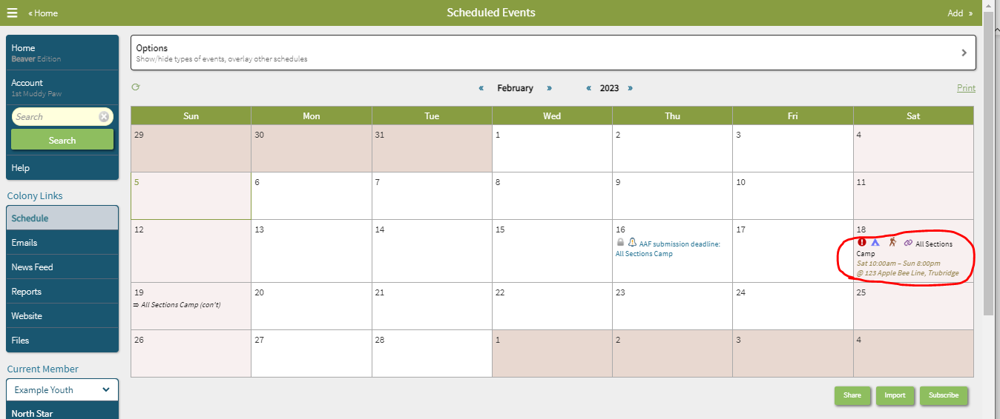 « Home
Scheduled Events
Add »
Home
Beaver Edition
Account
1st Muddy Paw
Search
Search
Help
Colony Links
Schedule
Emails
News Feed
Reports
Website
Files
Current Member
Example Youth
North Star
Options
Show/hide types of events, overlay other schedules
« February » « 2023 »
Print
Sun Mon Tue Wed Thu Fri Sat
29 30 31 1 2 3 4
5 6 7 8 9 10 11
12 13 14 15 16 17 18
AAF submission deadline:
All Sections Camp
All Sections
Camp
Sat 10:00am – Sun 8:00pm
@ 123 Apple Bee Line, Trubridge
19 20 21 22 23 24 25
⇒ All Sections Camp (con't)
26 27 28 1 2 3 4
Share Import Subscribe